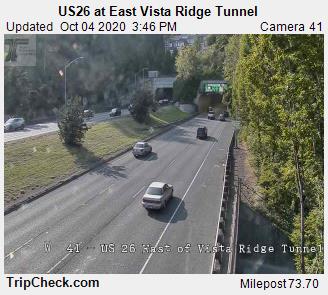 US26 at East Vista Ridge Tunnel
Updated Oct 04 2020 3:46 PM Camera 41
W 41 - US 26 East of Vista Ridge Tunnel
TripCheck.com Milepost 73.70